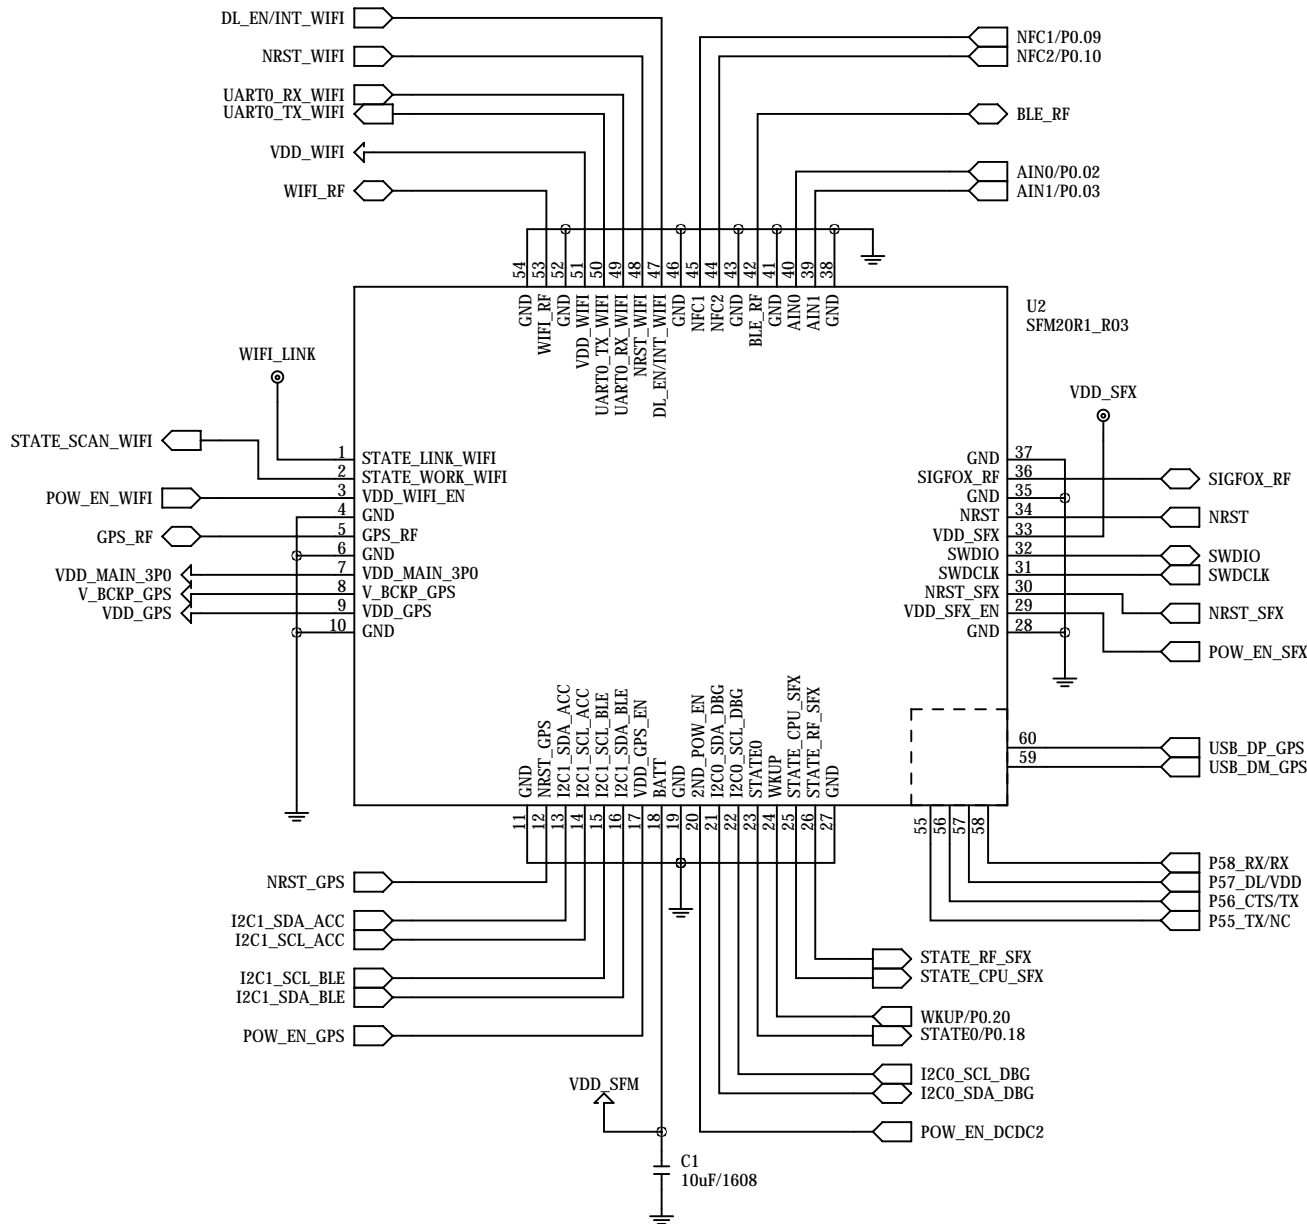 DL_EN/INT_WIFI
NRST_WIFI
UART0_RX_WIFI
UART0_TX_WIFI
VDD_WIFI
WIFI_RF
NFC1/P0.09
NFC2/P0.10
BLE_RF
AIN0/P0.02
AIN1/P0.03
54 53 52 51 50 49 48 47 46 45 44 43 42 41 40 39 38
GND
WIFI_RF
GND
VDD_WIFI
UART0_TX_WIFI
UART0_RX_WIFI
NRST_WIFI
DL_EN/INT_WIFI
GND
NFC1
NFC2
GND
BLE_RF
GND
AIN0
AIN1
GND
U2
SFM20R1_R03
WIFI_LINK
STATE_SCAN_WIFI
POW_EN_WIFI
GPS_RF
VDD_MAIN_3P0
V_BCKP_GPS
VDD_GPS
1 STATE_LINK_WIFI
2 STATE_WORK_WIFI
3 VDD_WIFI_EN
4 GND
5 GPS_RF
6 GND
7 VDD_MAIN_3P0
8 V_BCKP_GPS
9 VDD_GPS
10 GND
VDD_SFX
GND 37
SIGFOX_RF 36
GND 35
NRST 34
VDD_SFX 33
SWDIO 32
SWDCLK 31
NRST_SFX 30
VDD_SFX_EN 29
GND 28
SIGFOX_RF
NRST
SWDIO
SWDCLK
NRST_SFX
POW_EN_SFX
60
59
USB_DP_GPS
USB_DM_GPS
GND
NRST_GPS
I2C1_SDA_ACC
I2C1_SCL_ACC
I2C1_SCL_BLE
I2C1_SDA_BLE
VDD_GPS_EN
BATT
GND
2ND_POW_EN
I2C0_SDA_DBG
I2C0_SCL_DBG
STATE0
WKUP
STATE_CPU_SFX
STATE_RF_SFX
GND
11 12 13 14 15 16 17 18 19 20 21 22 23 24 25 26 27
55 56 57 58
P58_RX/RX
P57_DL/VDD
P56_CTS/TX
P55_TX/NC
NRST_GPS
I2C1_SDA_ACC
I2C1_SCL_ACC
I2C1_SCL_BLE
I2C1_SDA_BLE
POW_EN_GPS
STATE_RF_SFX
STATE_CPU_SFX
WKUP/P0.20
STATE0/P0.18
I2C0_SCL_DBG
I2C0_SDA_DBG
POW_EN_DCDC2
VDD_SFM
C1
10uF/1608